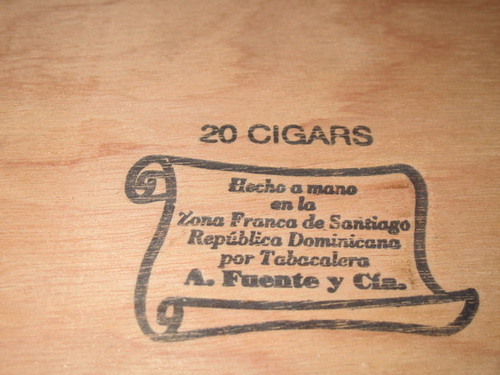 20 CIGARS
Hecho a mano
en la
Zona Franca de Santiago
República Dominicana
por Tabacalera
A. Fuente y Cía.